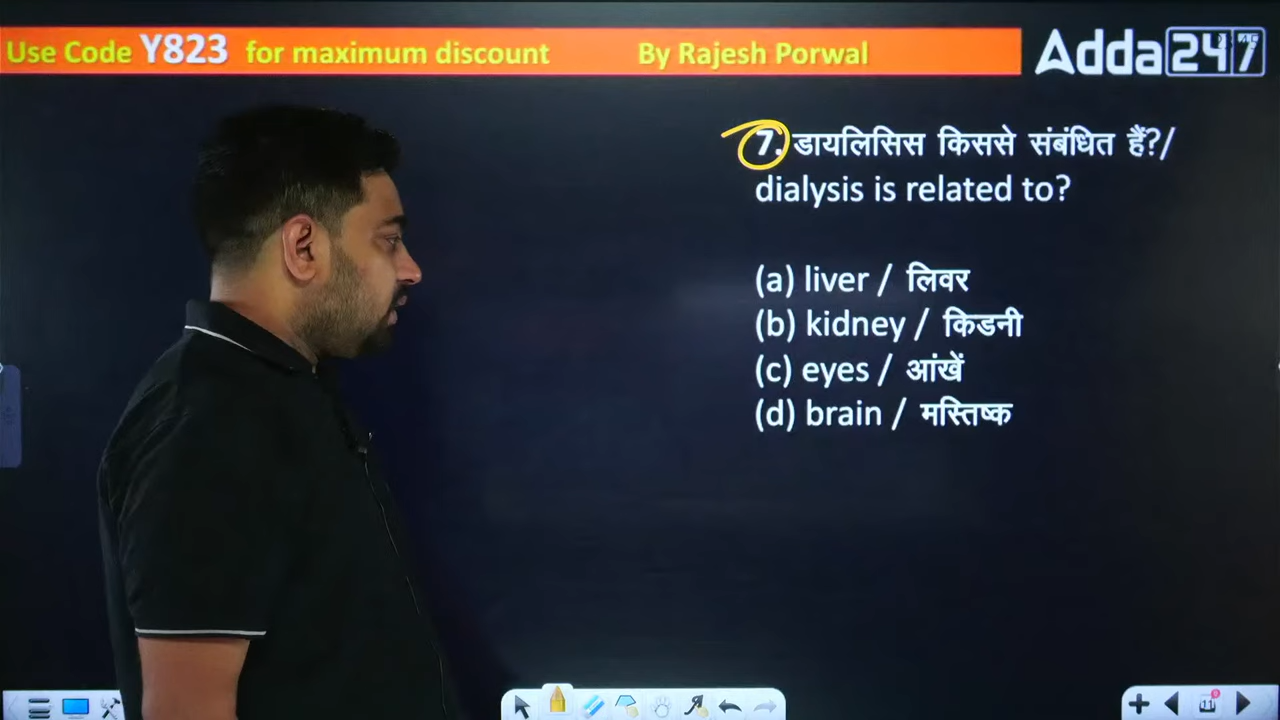 Use Code Y823 for maximum discount By Rajesh Porwal
Adda247
7. डायलिसिस किससे संबंधित हैं?/
dialysis is related to?
(a) liver / लिवर
(b) kidney / किडनी
(c) eyes / आंखें
(d) brain / मस्तिष्क